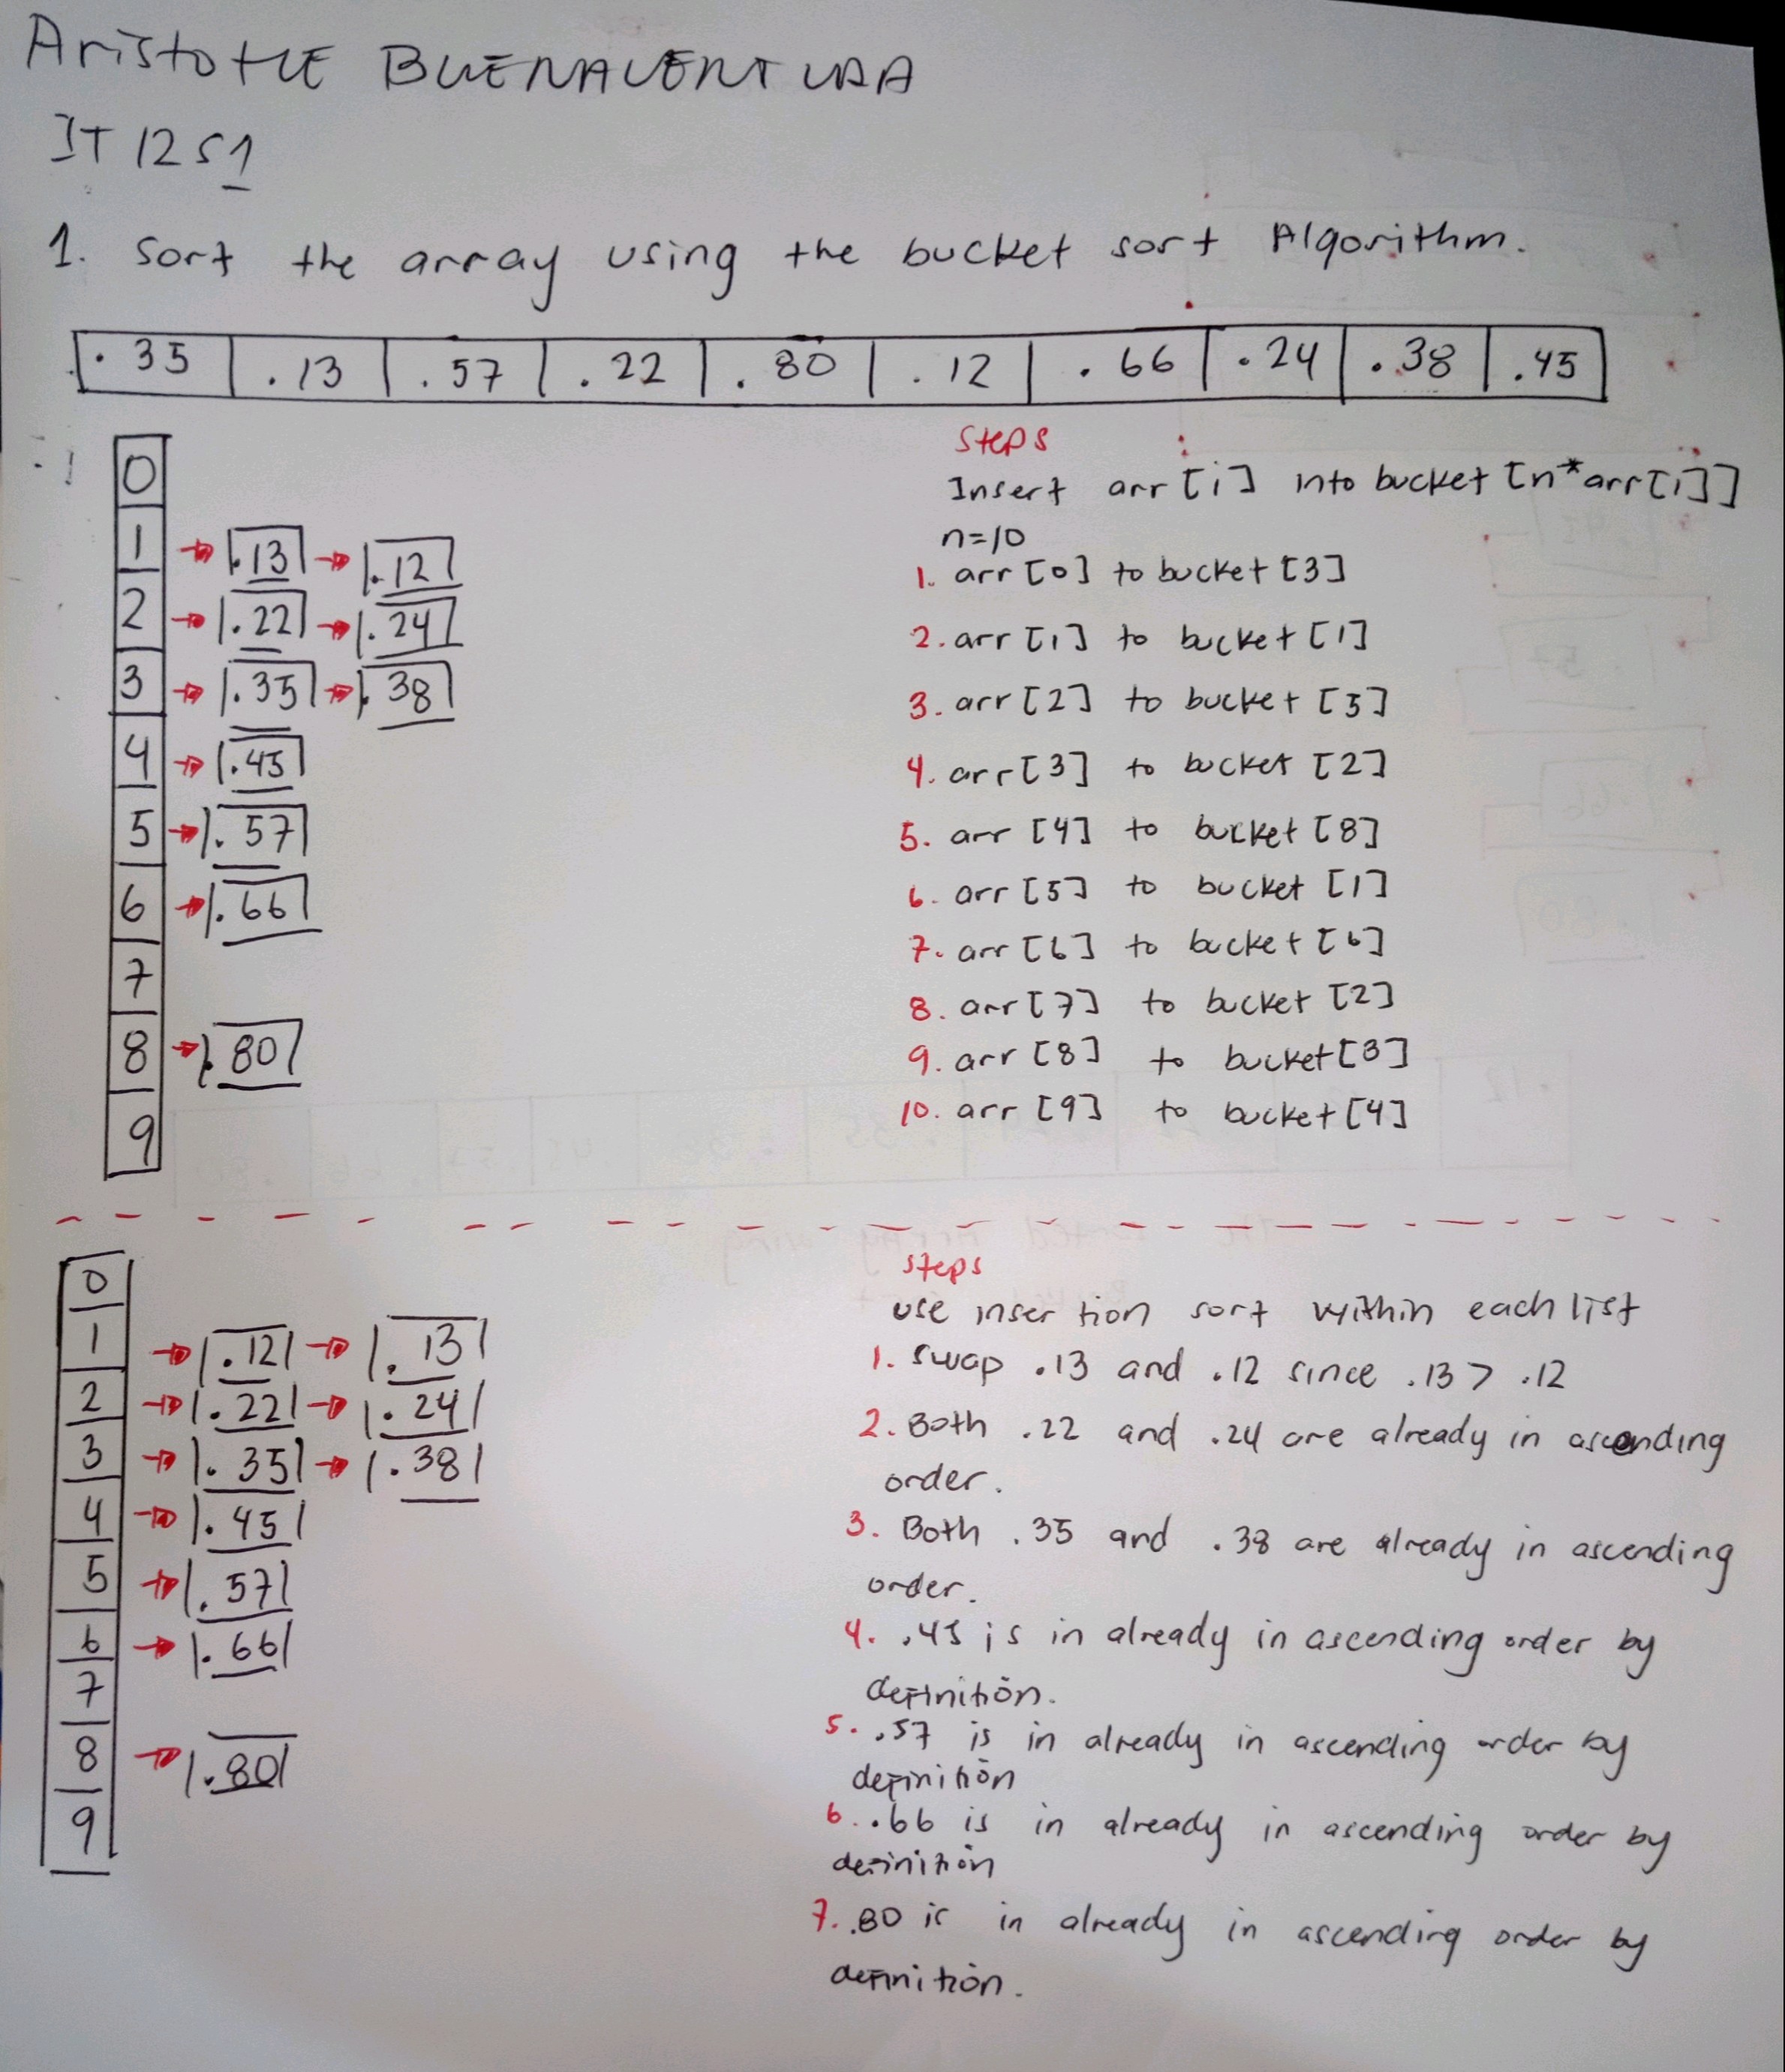 Aristotle BUENAVENTURA
IT 12S1
1. Sort the array using the bucket sort Algorithm.
.35 .13 .57 .22 .80 .12 .66 .24 .38 .45
0
1 .13 .12
2 .22 .24
3 .35 .38
4 .45
5 .57
6 .66
7
8 .80
9
Steps
Insert arr[i] into bucket [n*arr[i]]
n=10
1. arr [0] to bucket [3]
2. arr [1] to bucket [1]
3. arr [2] to bucket [5]
4. arr [3] to bucket [2]
5. arr [4] to bucket [8]
6. arr [5] to bucket [1]
7. arr [6] to bucket [6]
8. arr [7] to bucket [2]
9. arr [8] to bucket [3]
10. arr [9] to bucket [4]
0
1 .12 .13
2 .22 .24
3 .35 .38
4 .45
5 .57
6 .66
7
8 .80
9
Steps
use insertion sort within each list
1. swap .13 and .12 since .13 > .12
2. Both .22 and .24 are already in ascending
order.
3. Both .35 and .38 are already in ascending
order.
4. .45 is in already in ascending order by
definition.
5. .57 is in already in ascending order by
definition
6. .66 is in already in ascending order by
definition
7. .80 is in already in ascending order by
definition.